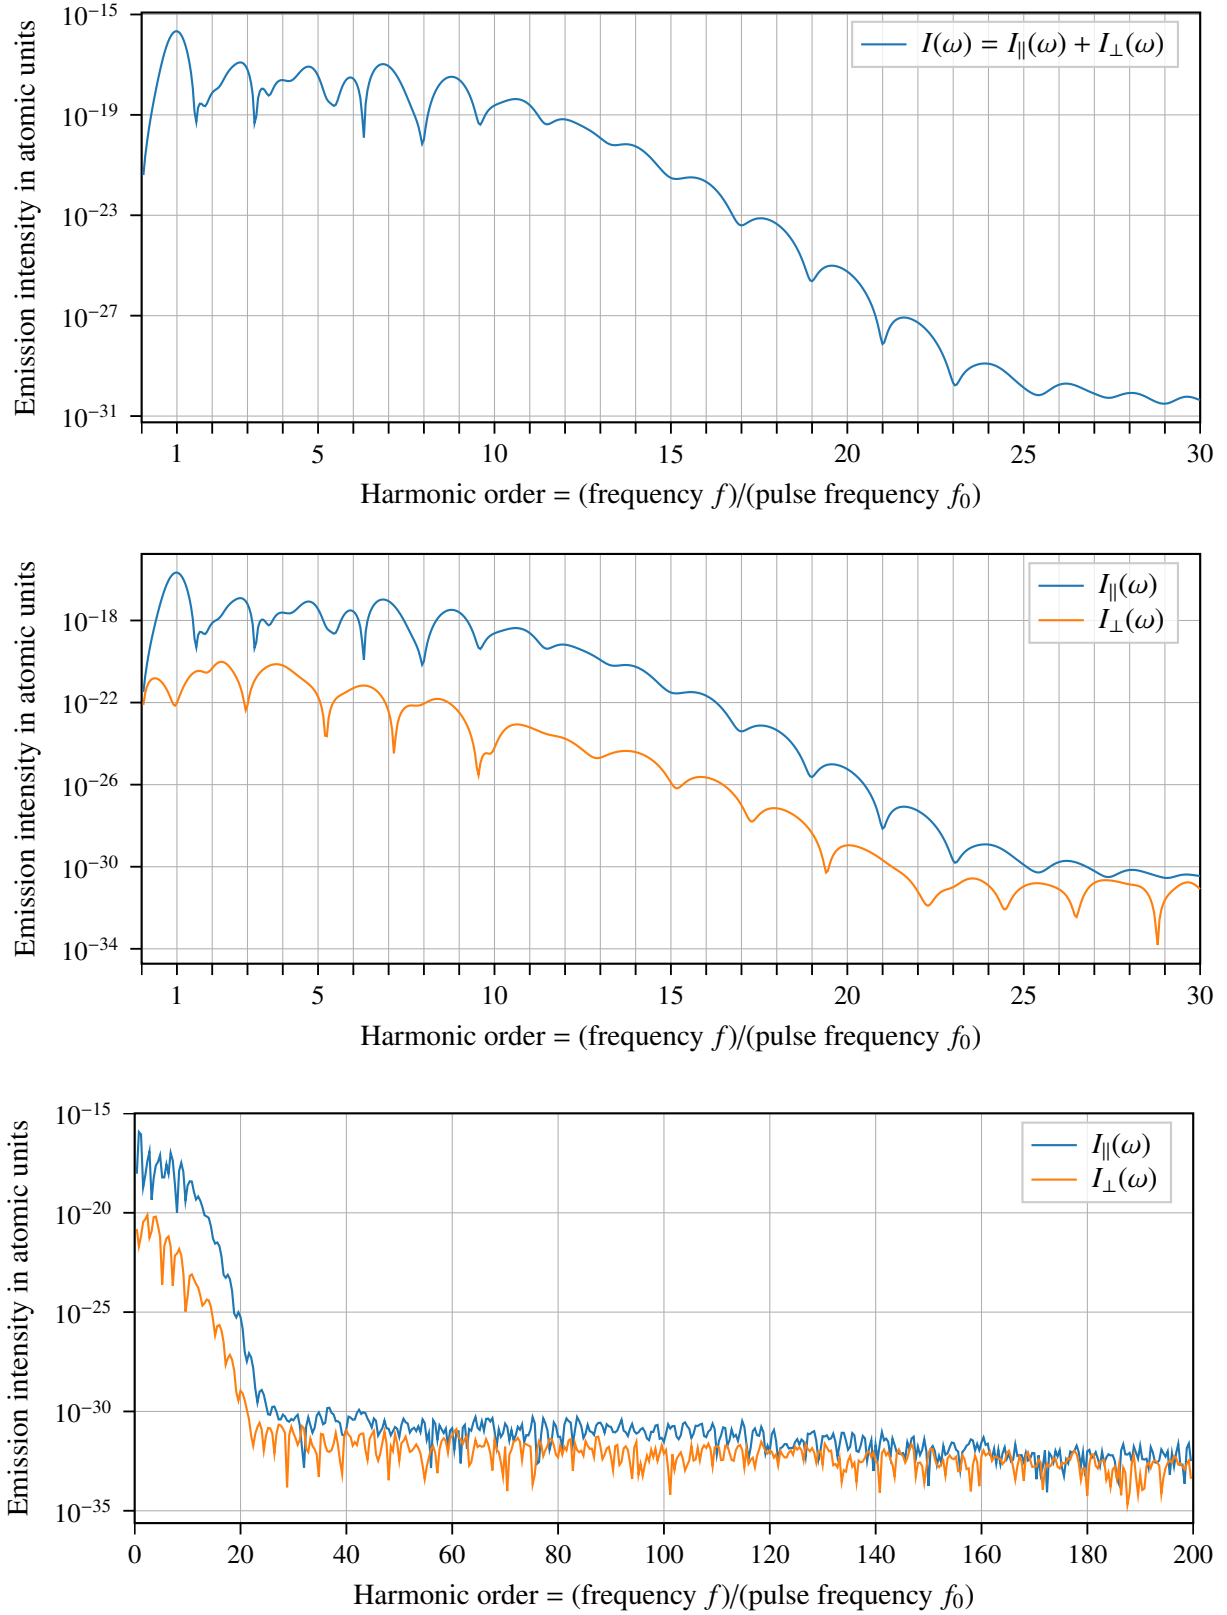 Emission intensity in atomic units
10⁻¹⁵
10⁻¹⁹
10⁻²³
10⁻²⁷
10⁻³¹
I(ω) = I∥(ω) + I⊥(ω)
1 5 10 15 20 25 30
Harmonic order = (frequency f)/(pulse frequency f₀)
Emission intensity in atomic units
10⁻¹⁸
10⁻²²
10⁻²⁶
10⁻³⁰
10⁻³⁴
I∥(ω)
I⊥(ω)
1 5 10 15 20 25 30
Harmonic order = (frequency f)/(pulse frequency f₀)
Emission intensity in atomic units
10⁻¹⁵
10⁻²⁰
10⁻²⁵
10⁻³⁰
10⁻³⁵
I∥(ω)
I⊥(ω)
0 20 40 60 80 100 120 140 160 180 200
Harmonic order = (frequency f)/(pulse frequency f₀)